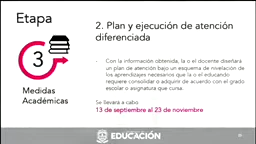 Etapa
3
Medidas
Académicas
2. Plan y ejecución de atención
diferenciada
- Con la información obtenida, la o el docente diseñará
un plan de atención bajo un esquema de nivelación de
los aprendizajes necesarios que la o el educando
requiere consolidar o adquirir de acuerdo con el grado
escolar o asignatura que cursa.
Se llevará a cabo
13 de septiembre al 23 de noviembre
EDUCACIÓN